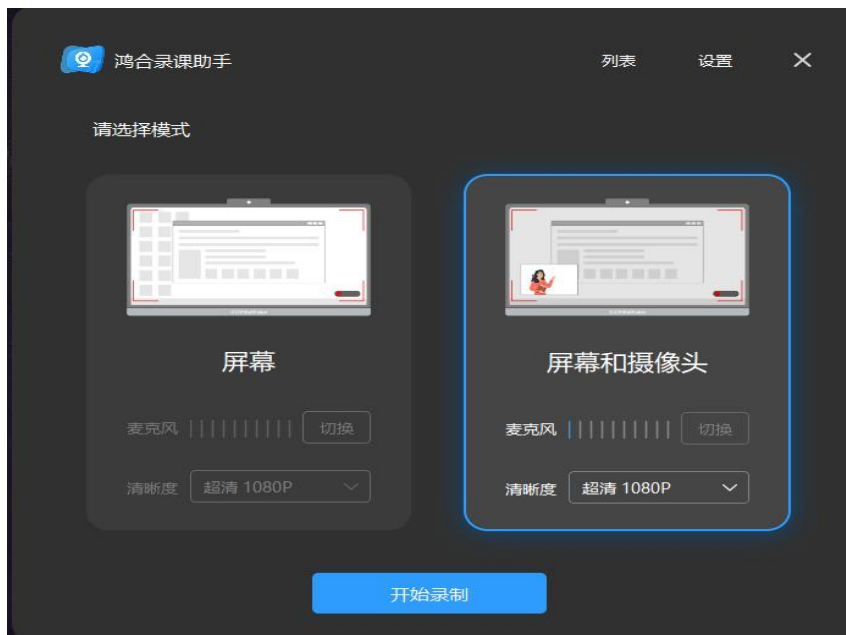 鸿合录课助手
列表
设置
请选择模式
屏幕
麦克风
切换
清晰度
超清 1080P
屏幕和摄像头
麦克风
切换
清晰度
超清 1080P
开始录制